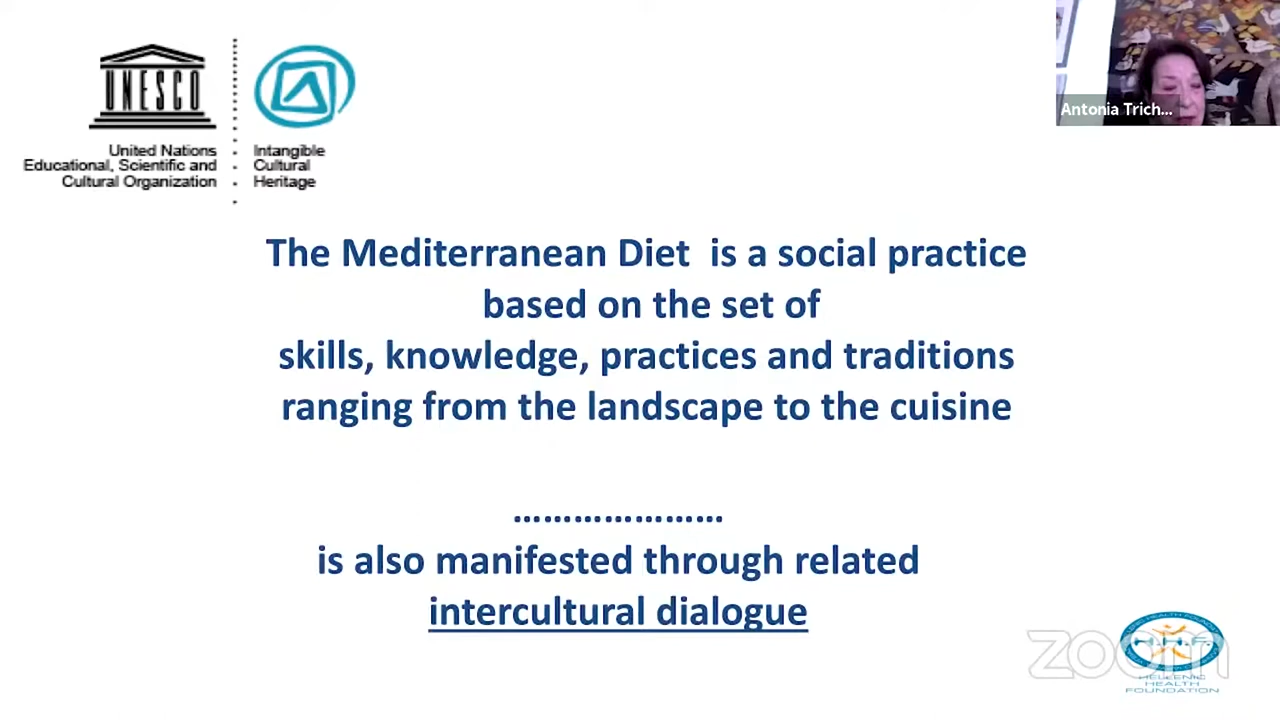 UNESCO
United Nations
Educational, Scientific and
Cultural Organization
Intangible
Cultural
Heritage
Antonia Trich...
The Mediterranean Diet is a social practice
based on the set of
skills, knowledge, practices and traditions
ranging from the landscape to the cuisine
.....................
is also manifested through related
intercultural dialogue
H.H.F.
zoom
HELLENIC
HEALTH
FOUNDATION